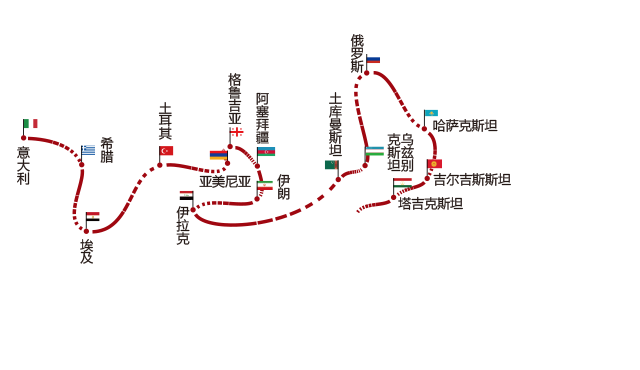 意大利
希腊
埃及
土耳其
亚美尼亚
格鲁吉亚
阿塞拜疆
伊朗
伊拉克
土库曼斯坦
乌兹别
克斯坦
俄罗斯
哈萨克斯坦
吉尔吉斯斯坦
塔吉克斯坦